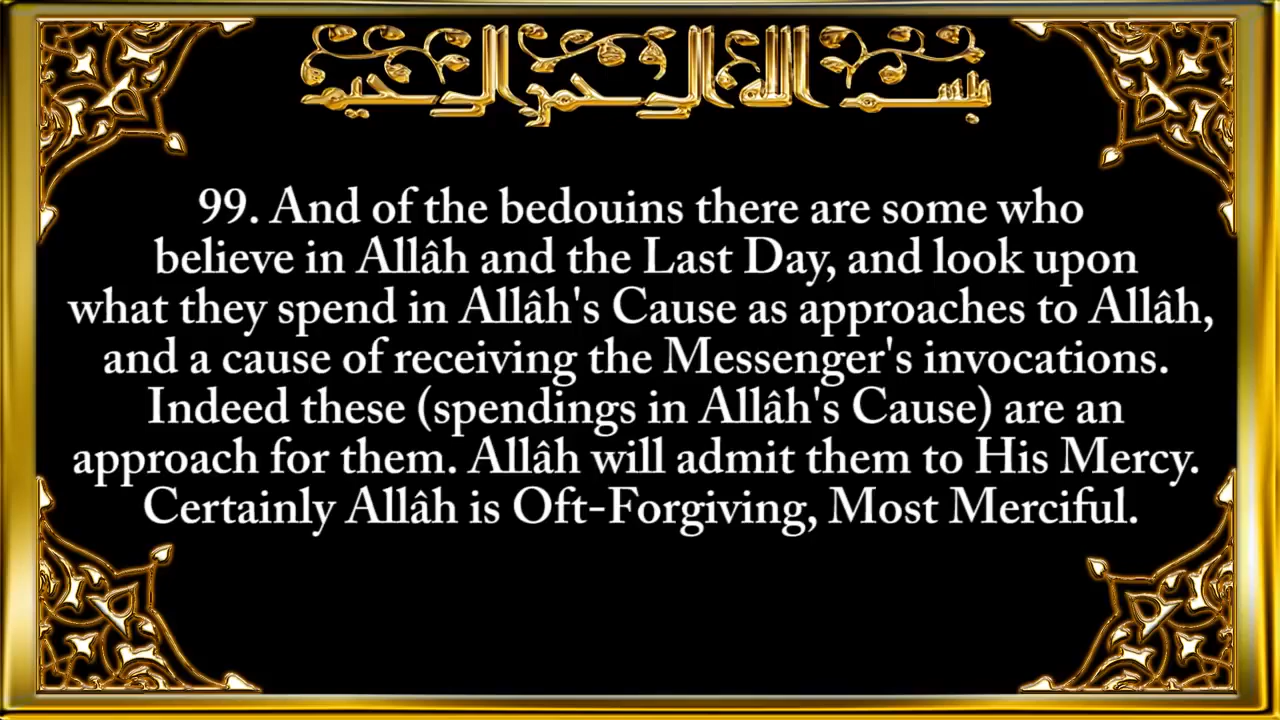 بسم الله الرحمن الرحيم
99. And of the bedouins there are some who
believe in Allâh and the Last Day, and look upon
what they spend in Allâh's Cause as approaches to Allâh,
and a cause of receiving the Messenger's invocations.
Indeed these (spendings in Allâh's Cause) are an
approach for them. Allâh will admit them to His Mercy.
Certainly Allâh is Oft-Forgiving, Most Merciful.